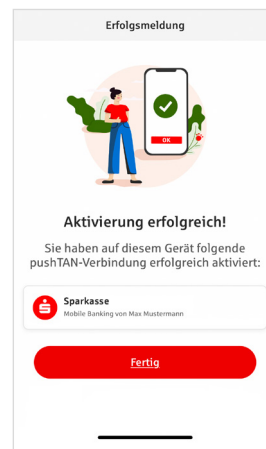 Erfolgsmeldung
OK
Aktivierung erfolgreich!
Sie haben auf diesem Gerät folgende
pushTAN-Verbindung erfolgreich aktiviert:
Sparkasse
Mobile Banking von Max Mustermann
Fertig